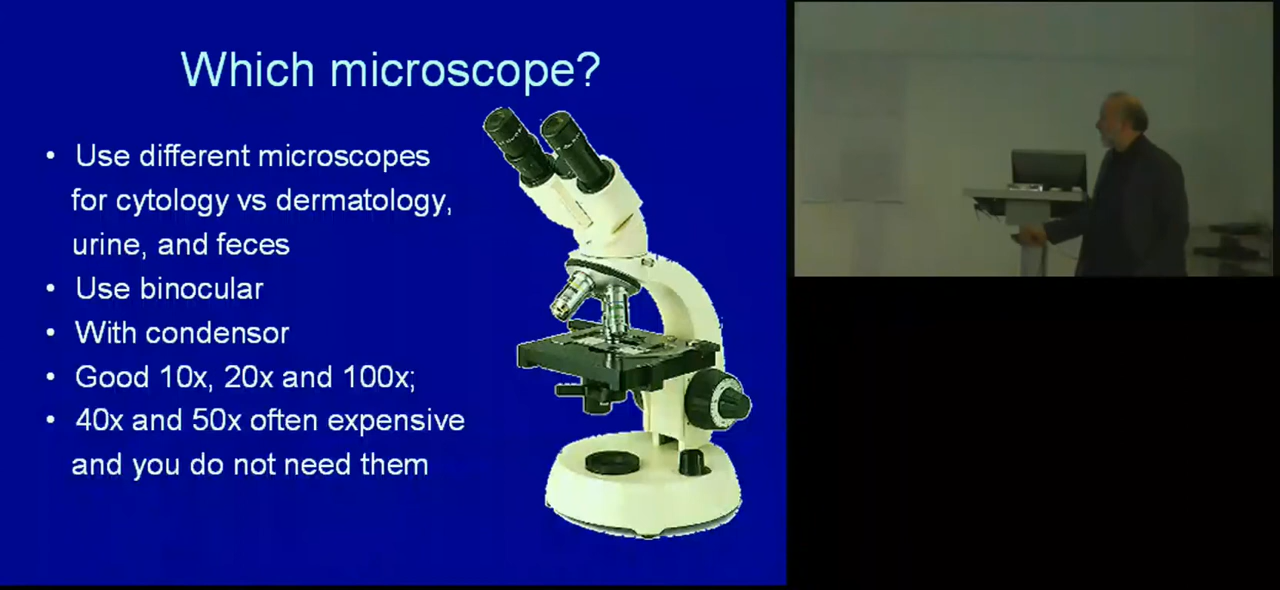 Which microscope?
• Use different microscopes
for cytology vs dermatology,
urine, and feces
• Use binocular
• With condensor
• Good 10x, 20x and 100x;
• 40x and 50x often expensive
and you do not need them